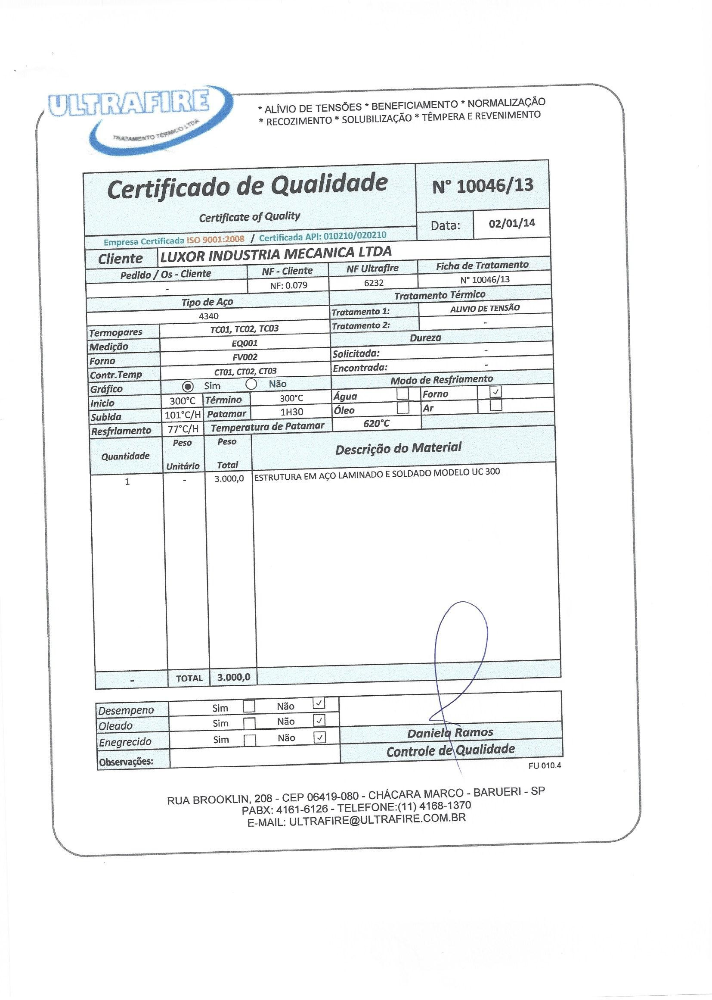 ULTRAFIRE
TRATAMENTO TÉRMICO LTDA
* ALÍVIO DE TENSÕES * BENEFICIAMENTO * NORMALIZAÇÃO
* RECOZIMENTO * SOLUBILIZAÇÃO * TÊMPERA E REVENIMENTO
Certificado de Qualidade
N° 10046/13
Certificate of Quality
Data: 02/01/14
Empresa Certificada ISO 9001:2008 / Certificada API: 010210/020210
Cliente LUXOR INDUSTRIA MECANICA LTDA
Pedido / Os - Cliente NF - Cliente NF Ultrafire Ficha de Tratamento
- NF: 0.079 6232 N° 10046/13
Tipo de Aço Tratamento Térmico
4340 Tratamento 1: ALIVIO DE TENSÃO
Termopares TC01, TC02, TC03 Tratamento 2: -
Medição EQ001 Dureza
Forno FV002 Solicitada: -
Contr.Temp CT01, CT02, CT03 Encontrada: -
Gráfico Sim Não Modo de Resfriamento
Inicio 300°C Término 300°C Água Forno ✓
Subida 101°C/H Patamar 1H30 Óleo Ar
Resfriamento 77°C/H Temperatura de Patamar 620°C
Quantidade Peso Unitário Peso Total Descrição do Material
1 - 3.000,0 ESTRUTURA EM AÇO LAMINADO E SOLDADO MODELO UC 300
- TOTAL 3.000,0
Desempeno Sim Não ✓
Oleado Sim Não ✓
Enegrecido Sim Não ✓
Observações:
Daniela Ramos
Controle de Qualidade
FU 010.4
RUA BROOKLIN, 208 - CEP 06419-080 - CHÁCARA MARCO - BARUERI - SP
PABX: 4161-6126 - TELEFONE:(11) 4168-1370
E-MAIL: ULTRAFIRE@ULTRAFIRE.COM.BR